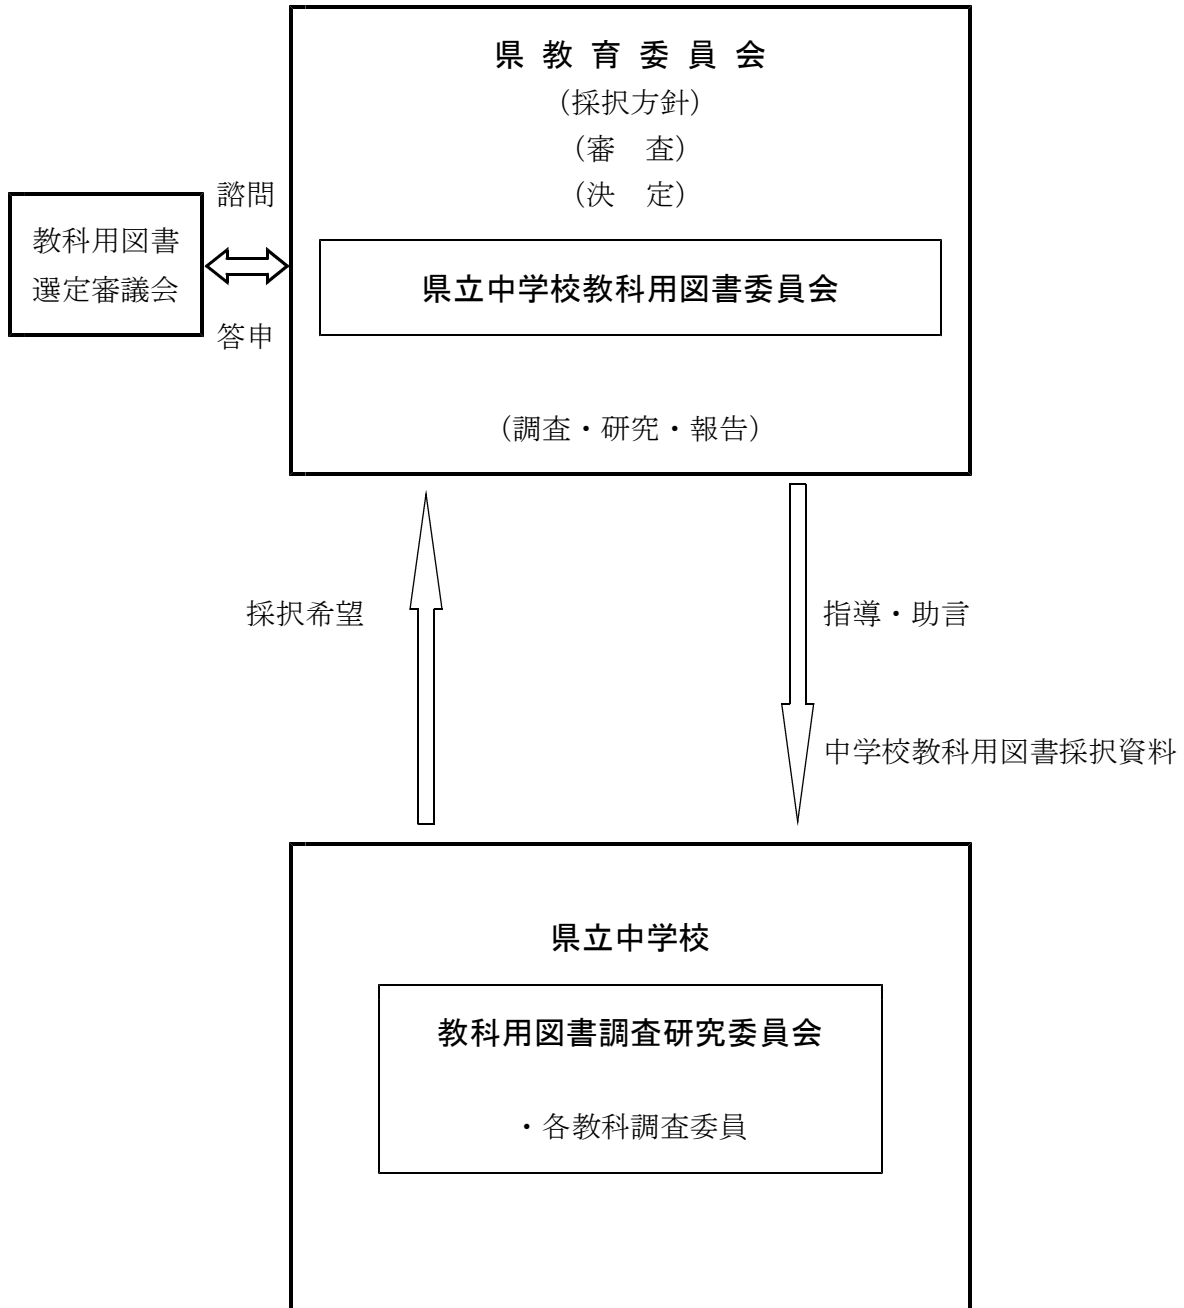 県教育委員会
（採択方針）
（審　査）
（決　定）
諮問
教科用図書
選定審議会
答申
県立中学校教科用図書委員会
（調査・研究・報告）
採択希望
指導・助言
中学校教科用図書採択資料
県立中学校
教科用図書調査研究委員会
・各教科調査委員